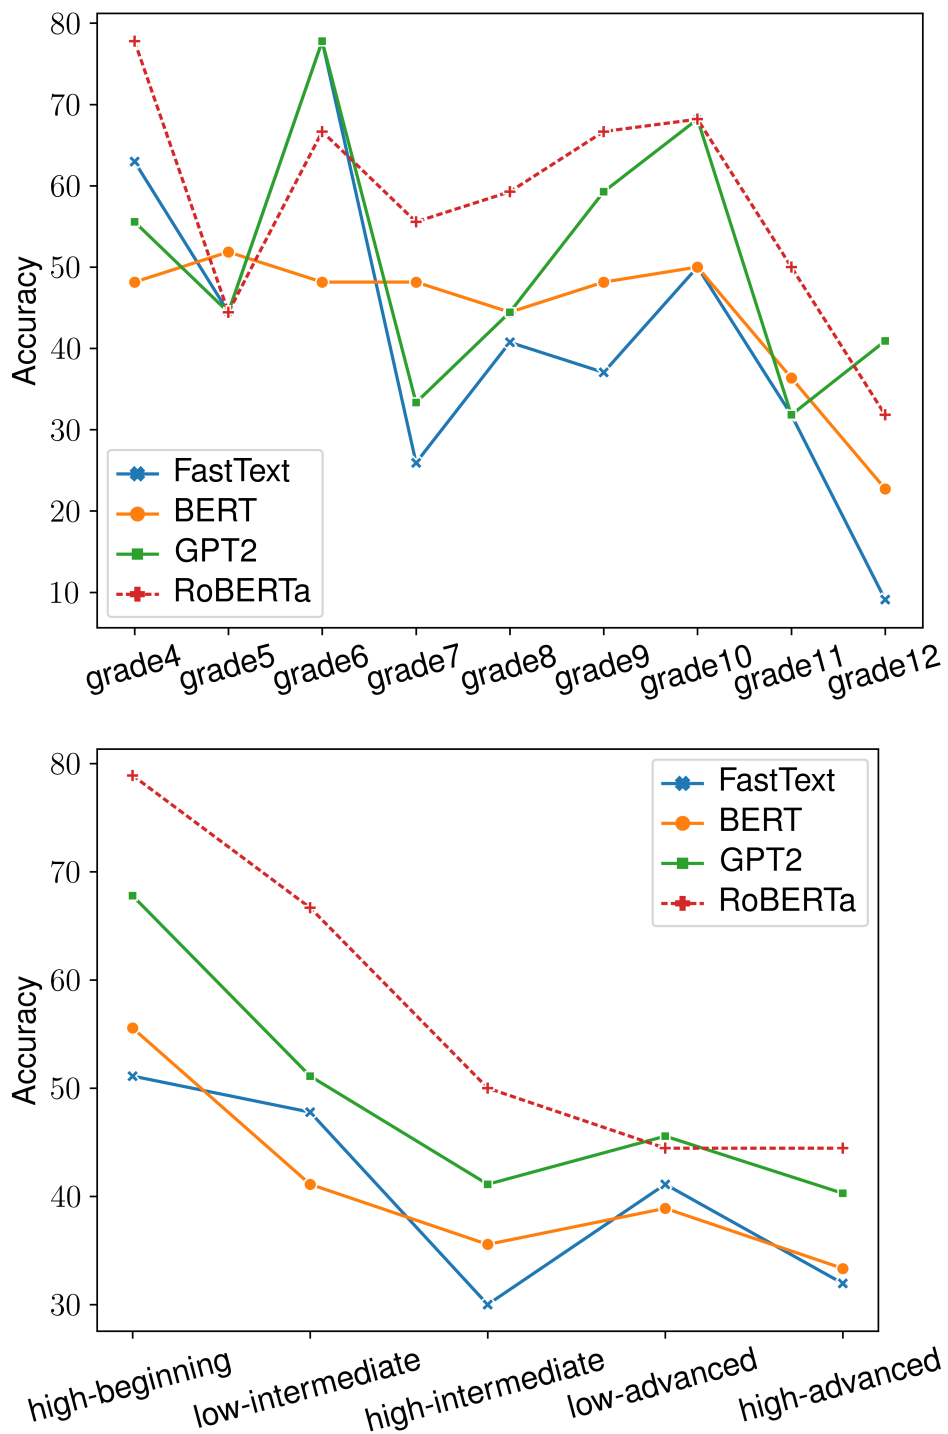 80
70
60
50
40
30
20
10
Accuracy
FastText
BERT
GPT2
RoBERTa
grade4 grade5 grade6 grade7 grade8 grade9 grade10 grade11 grade12
80
70
60
50
40
30
Accuracy
FastText
BERT
GPT2
RoBERTa
high-beginning low-intermediate high-intermediate low-advanced high-advanced